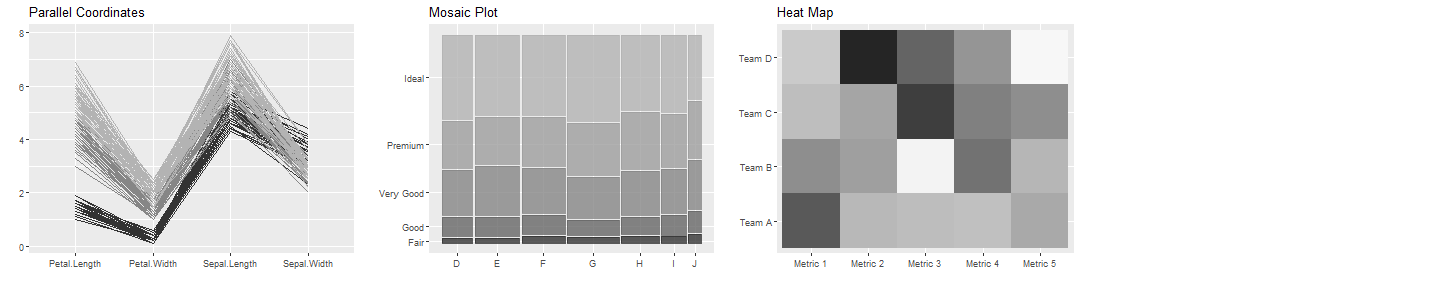 Parallel Coordinates
8
6
4
2
0
Petal.Length Petal.Width Sepal.Length Sepal.Width
Mosaic Plot
Ideal
Premium
Very Good
Good
Fair
D E F G H I J
Heat Map
Team D
Team C
Team B
Team A
Metric 1 Metric 2 Metric 3 Metric 4 Metric 5